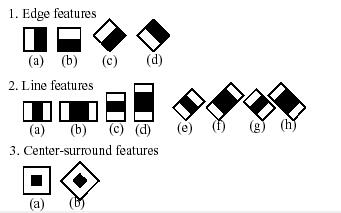 1. Edge features
(a) (b) (c) (d)
2. Line features
(a) (b) (c) (d) (e) (f) (g) (h)
3. Center-surround features
(a) (b)